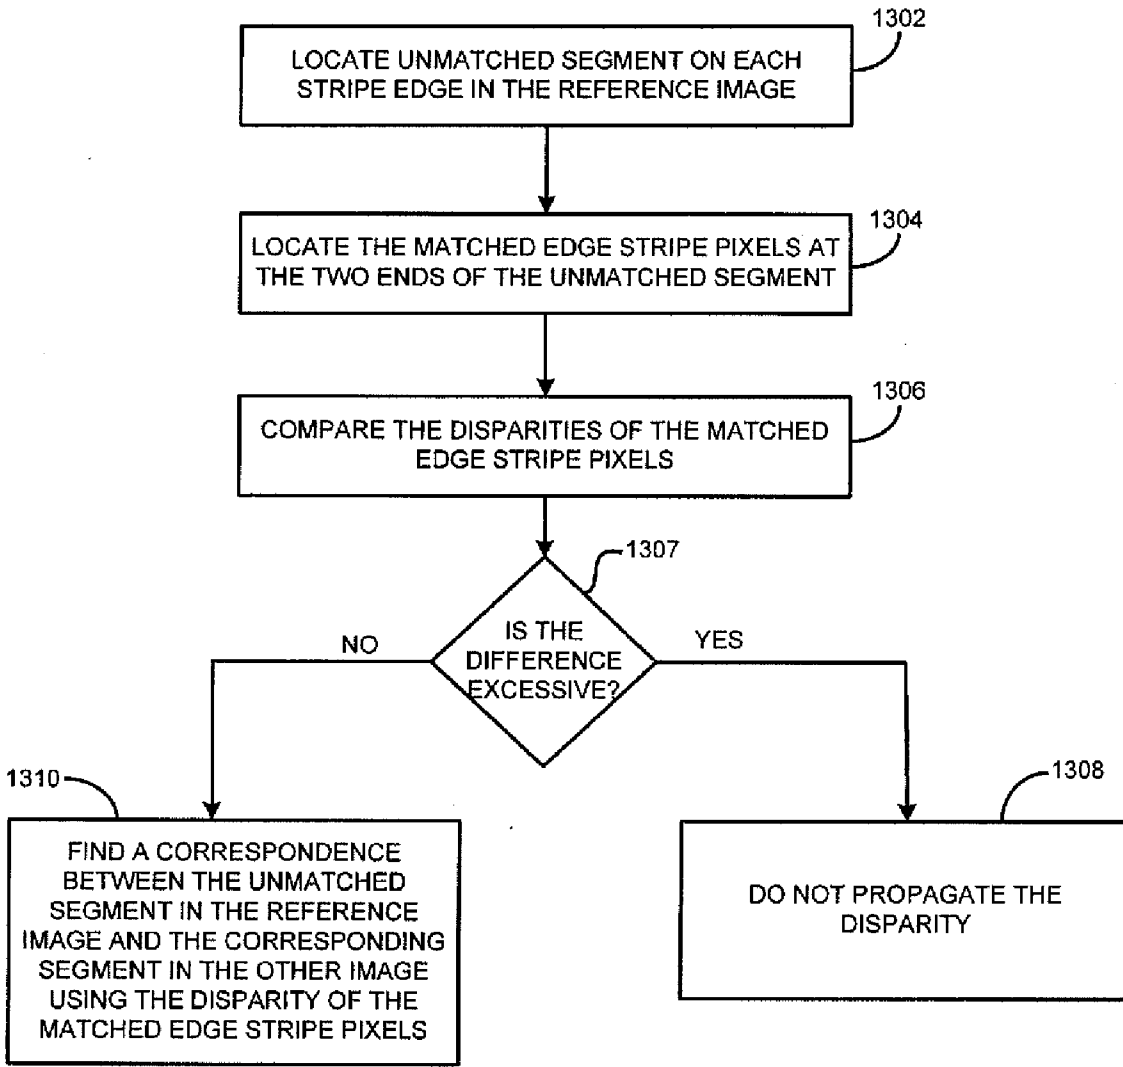 1302
LOCATE UNMATCHED SEGMENT ON EACH
STRIPE EDGE IN THE REFERENCE IMAGE
1304
LOCATE THE MATCHED EDGE STRIPE PIXELS AT
THE TWO ENDS OF THE UNMATCHED SEGMENT
1306
COMPARE THE DISPARITIES OF THE MATCHED
EDGE STRIPE PIXELS
1307
IS THE
DIFFERENCE
EXCESSIVE?
NO
YES
1310
FIND A CORRESPONDENCE
BETWEEN THE UNMATCHED
SEGMENT IN THE REFERENCE
IMAGE AND THE CORRESPONDING
SEGMENT IN THE OTHER IMAGE
USING THE DISPARITY OF THE
MATCHED EDGE STRIPE PIXELS
1308
DO NOT PROPAGATE THE
DISPARITY